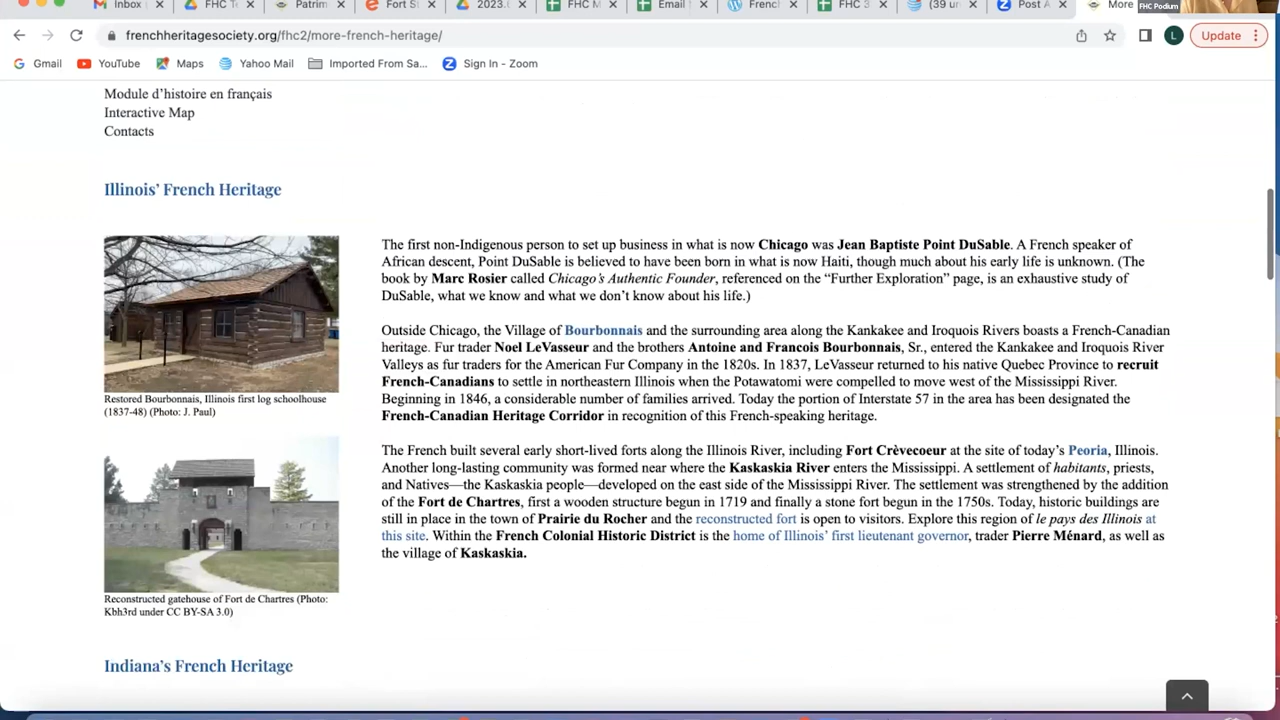 Inbox
FHC T
Patrim
Fort S
2023.
FHC M
Email
French
FHC 3
(39 un
Post A
More
FHC Podium
frenchheritagesociety.org/fhc2/more-french-heritage/
L
Update
Gmail
YouTube
Maps
Yahoo Mail
Imported From Sa...
Sign In - Zoom
Module d’histoire en français
Interactive Map
Contacts
Illinois’ French Heritage
The first non-Indigenous person to set up business in what is now Chicago was Jean Baptiste Point DuSable. A French speaker of
African descent, Point DuSable is believed to have been born in what is now Haiti, though much about his early life is unknown. (The
book by Marc Rosier called Chicago’s Authentic Founder, referenced on the “Further Exploration” page, is an exhaustive study of
DuSable, what we know and what we don’t know about his life.)
Outside Chicago, the Village of Bourbonnais and the surrounding area along the Kankakee and Iroquois Rivers boasts a French-Canadian
heritage. Fur trader Noel LeVasseur and the brothers Antoine and Francois Bourbonnais, Sr., entered the Kankakee and Iroquois River
Valleys as fur traders for the American Fur Company in the 1820s. In 1837, LeVasseur returned to his native Quebec Province to recruit
French-Canadians to settle in northeastern Illinois when the Potawatomi were compelled to move west of the Mississippi River.
Beginning in 1846, a considerable number of families arrived. Today the portion of Interstate 57 in the area has been designated the
French-Canadian Heritage Corridor in recognition of this French-speaking heritage.
Restored Bourbonnais, Illinois first log schoolhouse
(1837-48) (Photo: J. Paul)
The French built several early short-lived forts along the Illinois River, including Fort Crèvecoeur at the site of today’s Peoria, Illinois.
Another long-lasting community was formed near where the Kaskaskia River enters the Mississippi. A settlement of habitants, priests,
and Natives—the Kaskaskia people—developed on the east side of the Mississippi River. The settlement was strengthened by the addition
of the Fort de Chartres, first a wooden structure begun in 1719 and finally a stone fort begun in the 1750s. Today, historic buildings are
still in place in the town of Prairie du Rocher and the reconstructed fort is open to visitors. Explore this region of le pays des Illinois at
this site. Within the French Colonial Historic District is the home of Illinois’ first lieutenant governor, trader Pierre Ménard, as well as
the village of Kaskaskia.
Reconstructed gatehouse of Fort de Chartres (Photo:
Kbh3rd under CC BY-SA 3.0)
Indiana’s French Heritage